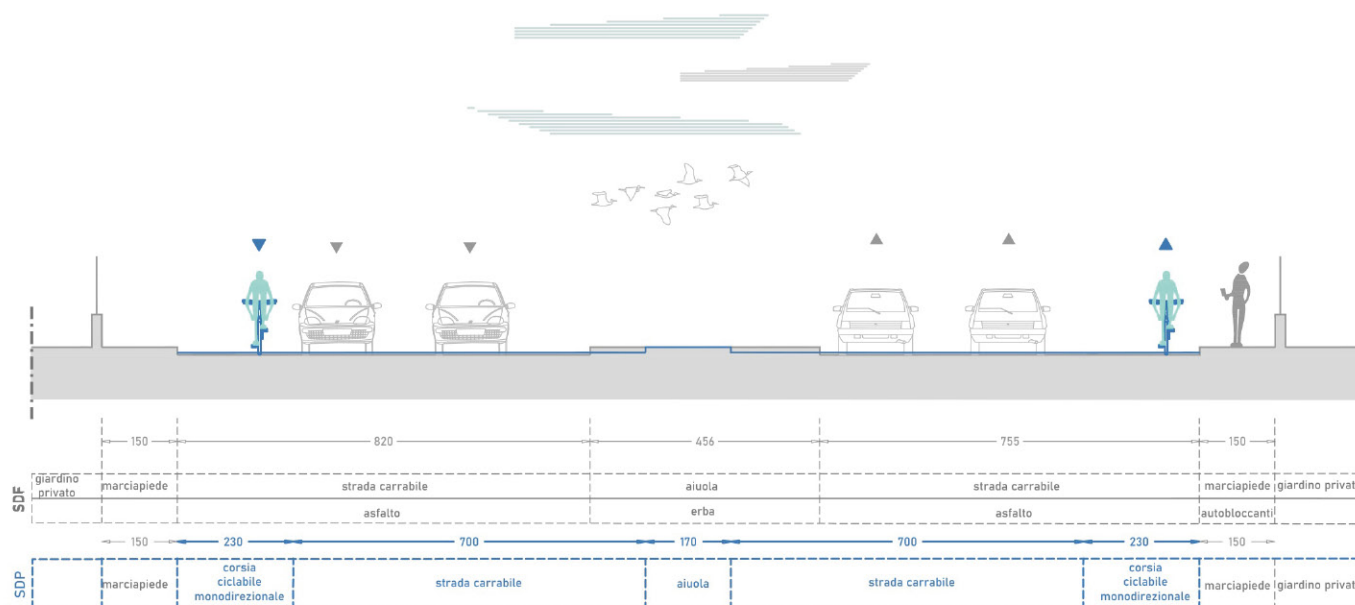 150
820
456
755
150
SDF
giardino
privato
marciapiede
strada carrabile
aiuola
strada carrabile
marciapiede
giardino privat
asfalto
erba
asfalto
autobloccanti
150
230
700
170
700
230
150
SDP
marciapiede
corsia
ciclabile
monodirezionale
strada carrabile
aiuola
strada carrabile
corsia
ciclabile
monodirezionale
marciapiede
giardino privat